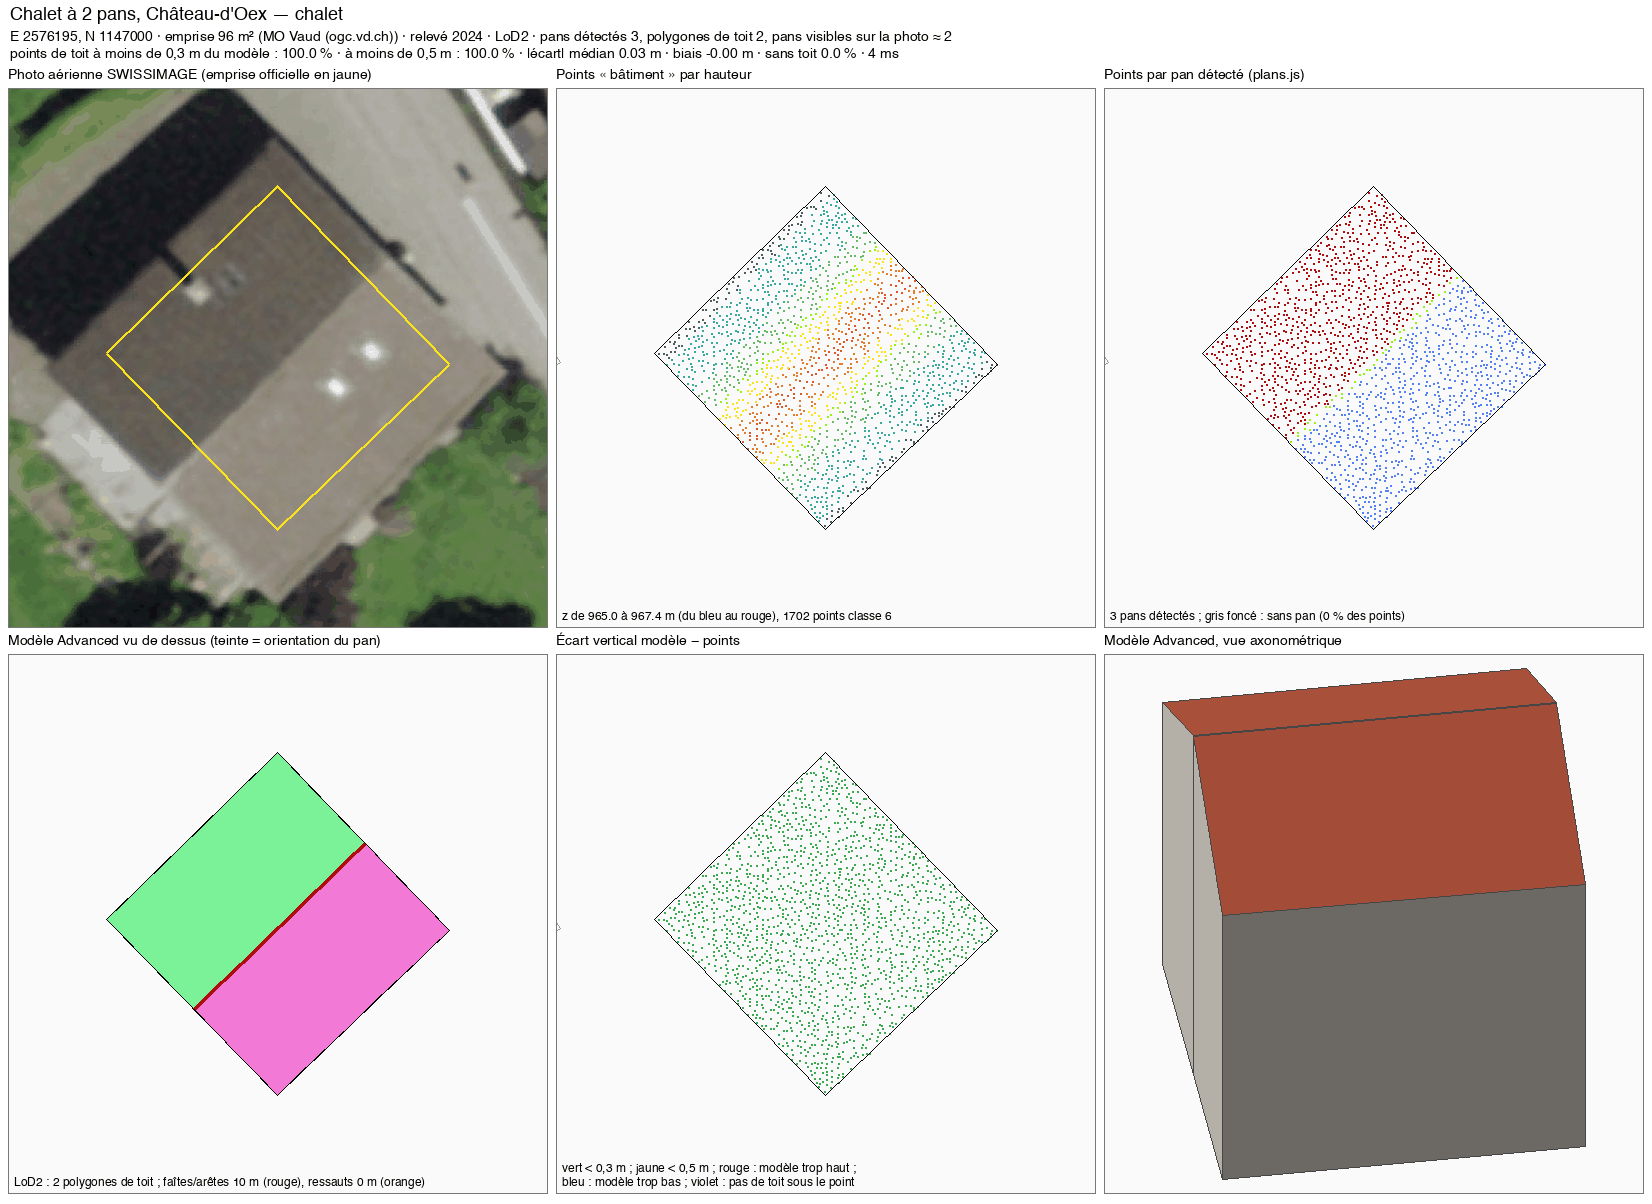 Chalet à 2 pans, Château-d'Oex — chalet
E 2576195, N 1147000 · emprise 96 m² (MO Vaud (ogc.vd.ch)) · relevé 2024 · LoD2 · pans détectés 3, polygones de toit 2, pans visibles sur la photo ≈ 2
points de toit à moins de 0,3 m du modèle : 100.0 % · à moins de 0,5 m : 100.0 % · lécartl médian 0.03 m · biais -0.00 m · sans toit 0.0 % · 4 ms
Photo aérienne SWISSIMAGE (emprise officielle en jaune)
Points « bâtiment » par hauteur
Points par pan détecté (plans.js)
z de 965.0 à 967.4 m (du bleu au rouge), 1702 points classe 6
3 pans détectés ; gris foncé : sans pan (0 % des points)
Modèle Advanced vu de dessus (teinte = orientation du pan)
Écart vertical modèle – points
Modèle Advanced, vue axonométrique
LoD2 : 2 polygones de toit ; faîtes/arêtes 10 m (rouge), ressauts 0 m (orange)
vert < 0,3 m ; jaune < 0,5 m ; rouge : modèle trop haut ;
bleu : modèle trop bas ; violet : pas de toit sous le point